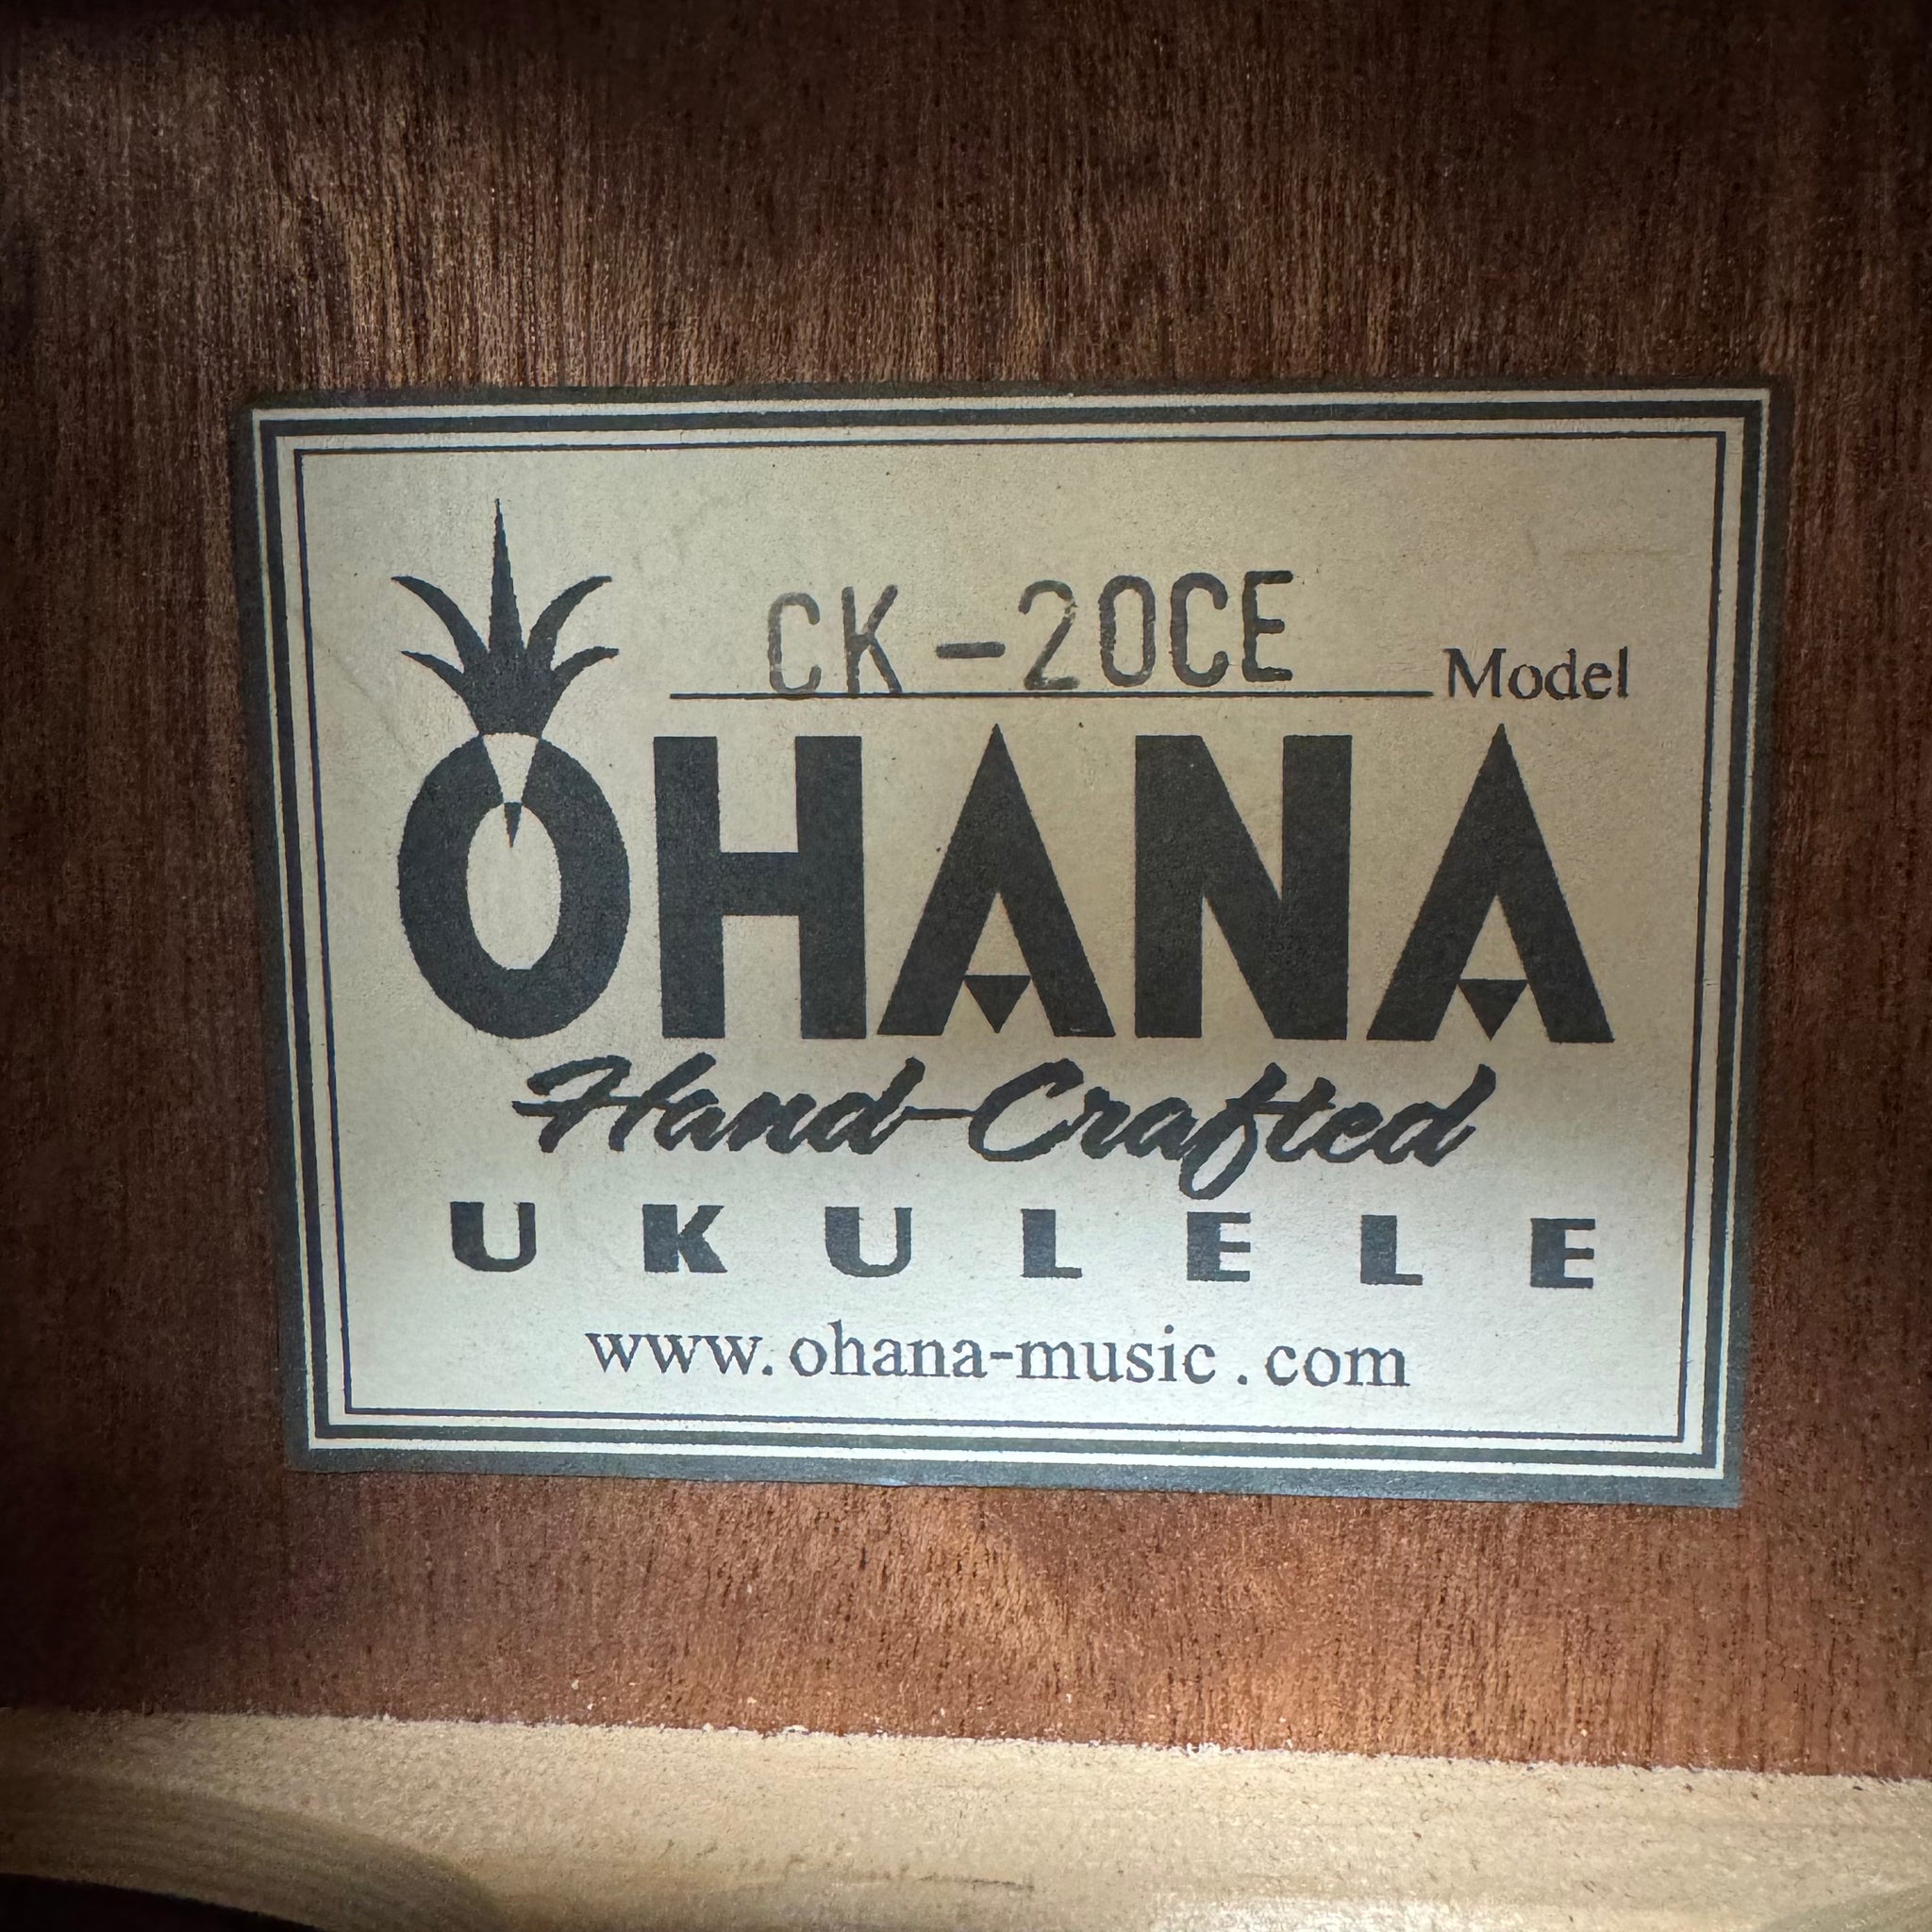 CK-20CE Model
OHANA
Hand-Crafted
UKULELE
www.ohana-music.com